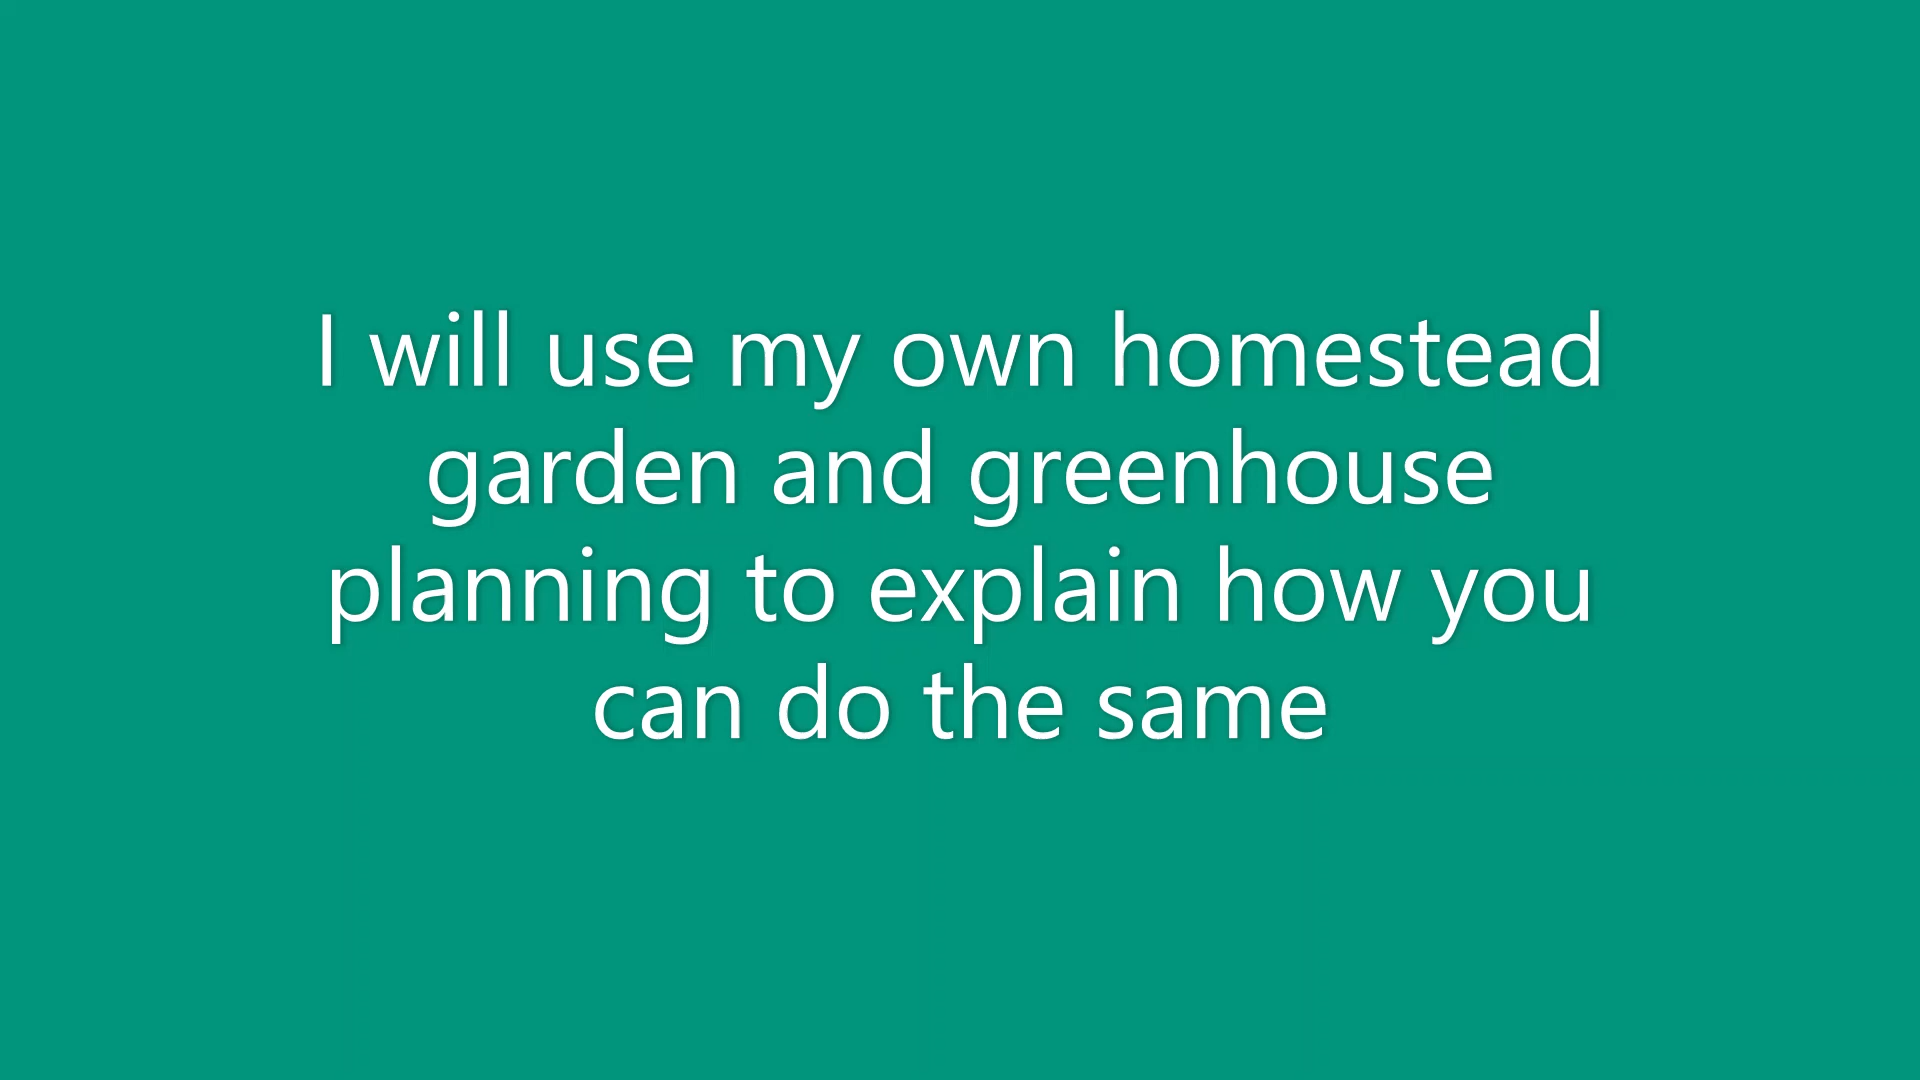 I will use my own homestead
garden and greenhouse
planning to explain how you
can do the same